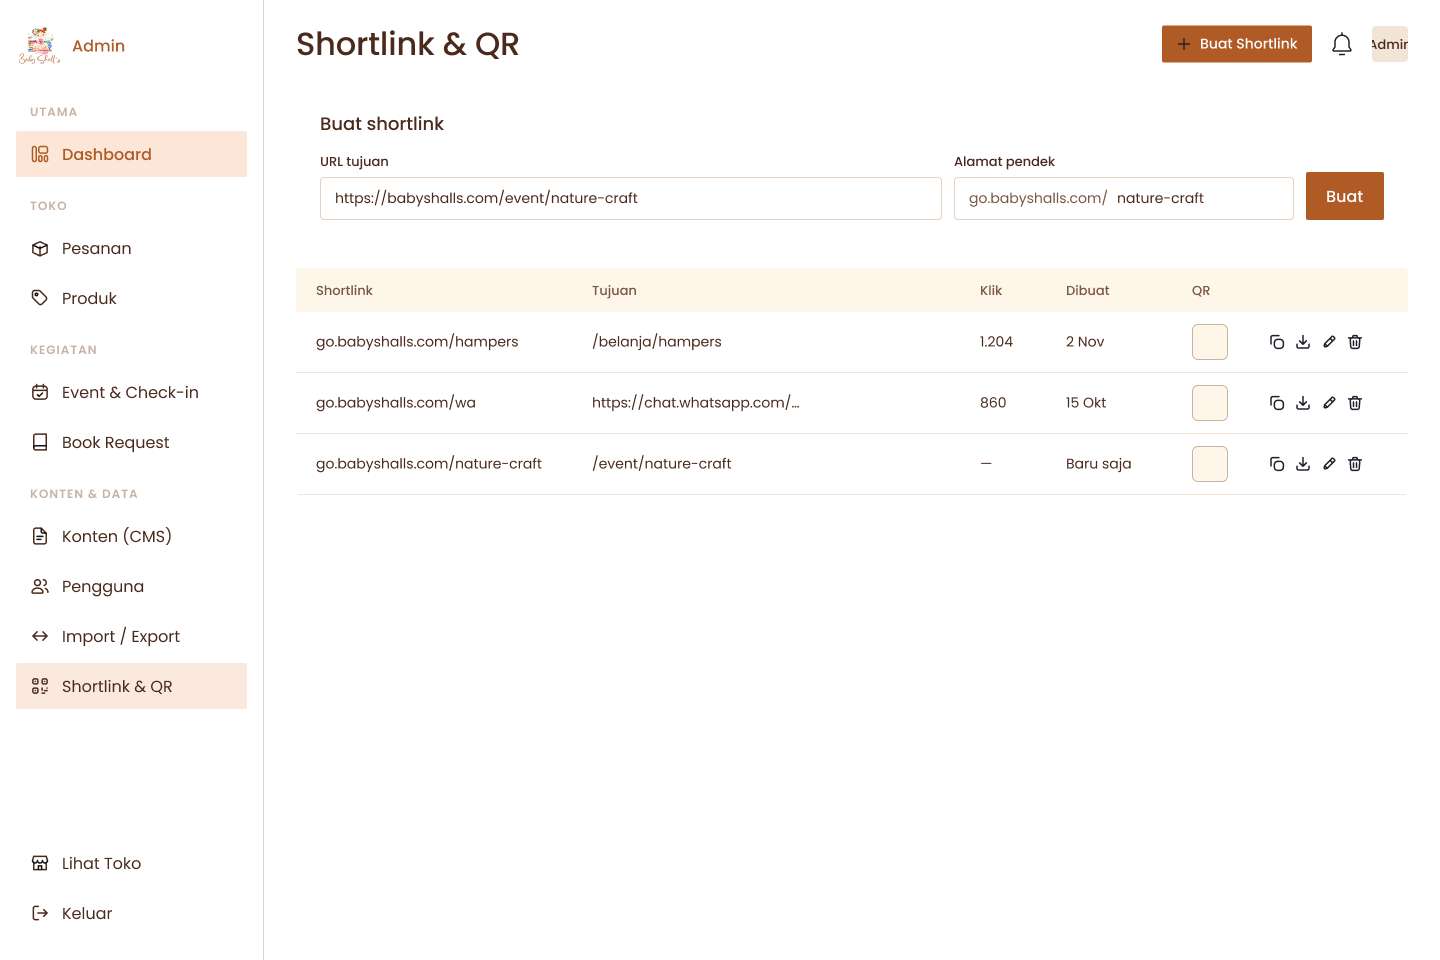 Baby Shall's
Admin
UTAMA
Dashboard
TOKO
Pesanan
Produk
KEGIATAN
Event & Check-in
Book Request
KONTEN & DATA
Konten (CMS)
Pengguna
Import / Export
Shortlink & QR
Lihat Toko
Keluar
Shortlink & QR
Buat Shortlink
Admin
Buat shortlink
URL tujuan
Alamat pendek
https://babyshalls.com/event/nature-craft
go.babyshalls.com/ nature-craft
Buat
Shortlink Tujuan Klik Dibuat QR
go.babyshalls.com/hampers /belanja/hampers 1.204 2 Nov
go.babyshalls.com/wa https://chat.whatsapp.com/… 860 15 Okt
go.babyshalls.com/nature-craft /event/nature-craft — Baru saja